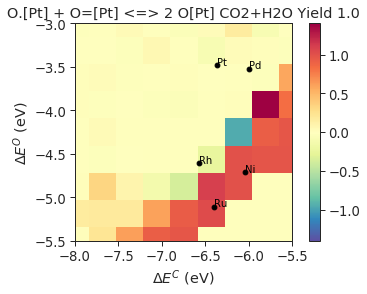 O.[Pt] + O=[Pt] <=> 2 O[Pt] CO2+H2O Yield 1.0
−3.0
−3.5
−4.0
−4.5
−5.0
−5.5
ΔE^O (eV)
Pt
Pd
Rh
Ni
Ru
−8.0 −7.5 −7.0 −6.5 −6.0 −5.5
ΔE^C (eV)
1.0
0.5
0.0
−0.5
−1.0